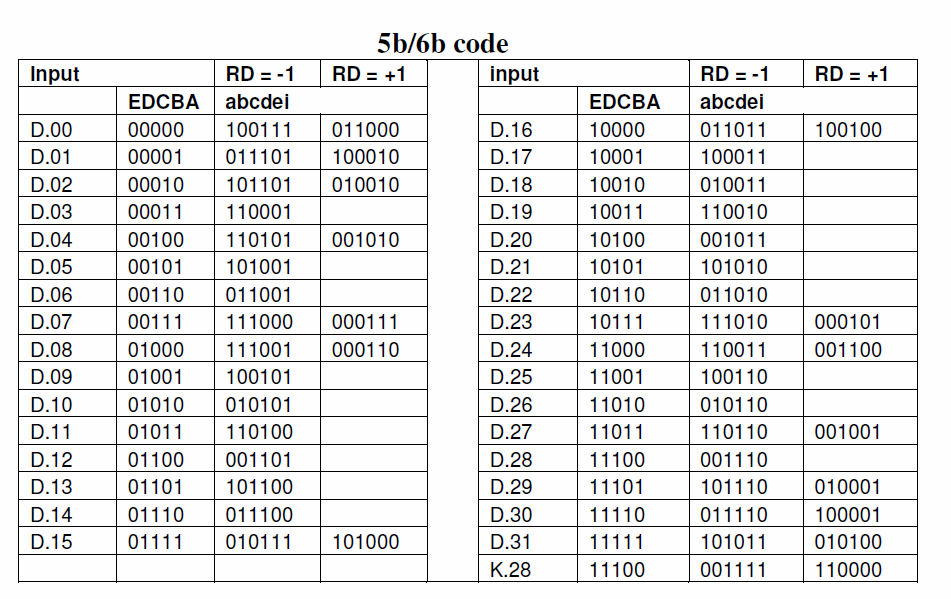 5b/6b code
Input RD = -1 RD = +1 input RD = -1 RD = +1
EDCBA abcdei EDCBA abcdei
D.00 00000 100111 011000 D.16 10000 011011 100100
D.01 00001 011101 100010 D.17 10001 100011
D.02 00010 101101 010010 D.18 10010 010011
D.03 00011 110001 D.19 10011 110010
D.04 00100 110101 001010 D.20 10100 001011
D.05 00101 101001 D.21 10101 101010
D.06 00110 011001 D.22 10110 011010
D.07 00111 111000 000111 D.23 10111 111010 000101
D.08 01000 111001 000110 D.24 11000 110011 001100
D.09 01001 100101 D.25 11001 100110
D.10 01010 010101 D.26 11010 010110
D.11 01011 110100 D.27 11011 110110 001001
D.12 01100 001101 D.28 11100 001110
D.13 01101 101100 D.29 11101 101110 010001
D.14 01110 011100 D.30 11110 011110 100001
D.15 01111 010111 101000 D.31 11111 101011 010100
K.28 11100 001111 110000